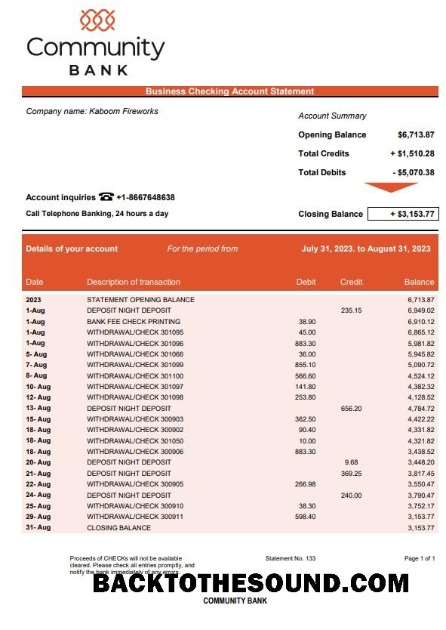 Community
BANK
Business Checking Account Statement
Company name: Kaboom Fireworks
Account Summary
Opening Balance $6,713.87
Total Credits + $1,510.28
Total Debits - $5,070.38
Account inquiries ☎ +1-8667648638
Call Telephone Banking, 24 hours a day
Closing Balance + $3,153.77
Details of your account For the period from July 31, 2023. to August 31, 2023
Date Description of transaction Debit Credit Balance
2023 STATEMENT OPENING BALANCE 6,713.87
1-Aug DEPOSIT NIGHT DEPOSIT 235.15 6,949.02
1-Aug BANK FEE CHECK PRINTING 38.90 6,910.12
1-Aug WITHDRAWAL/CHECK 301095 45.00 6,865.12
1-Aug WITHDRAWAL/CHECK 301096 883.30 5,981.82
5- Aug WITHDRAWAL/CHECK 301066 36.00 5,945.82
7- Aug WITHDRAWAL/CHECK 301099 855.10 5,090.72
8- Aug WITHDRAWAL/CHECK 301100 566.60 4,524.12
10- Aug WITHDRAWAL/CHECK 301097 141.80 4,382.32
12- Aug WITHDRAWAL/CHECK 301098 253.80 4,128.52
13- Aug DEPOSIT NIGHT DEPOSIT 656.20 4,784.72
15- Aug WITHDRAWAL/CHECK 300903 362.50 4,422.22
18- Aug WITHDRAWAL/CHECK 300902 90.40 4,331.82
18- Aug WITHDRAWAL/CHECK 301050 10.00 4,321.82
18- Aug WITHDRAWAL/CHECK 300906 883.30 3,438.52
20- Aug DEPOSIT NIGHT DEPOSIT 9.68 3,448.20
21- Aug DEPOSIT NIGHT DEPOSIT 369.25 3,817.45
22- Aug WITHDRAWAL/CHECK 300905 266.98 3,550.47
24- Aug DEPOSIT NIGHT DEPOSIT 240.00 3,790.47
25- Aug WITHDRAWAL/CHECK 300910 38.30 3,752.17
29- Aug WITHDRAWAL/CHECK 300911 598.40 3,153.77
31- Aug CLOSING BALANCE 3,153.77
Proceeds of CHECKs will not be available Statement No. 133 Page 1 of 1
cleared. Please check all entries promptly, and
notify the bank immediately of any errors.
BACKTOTHESOUND.COM
COMMUNITY BANK